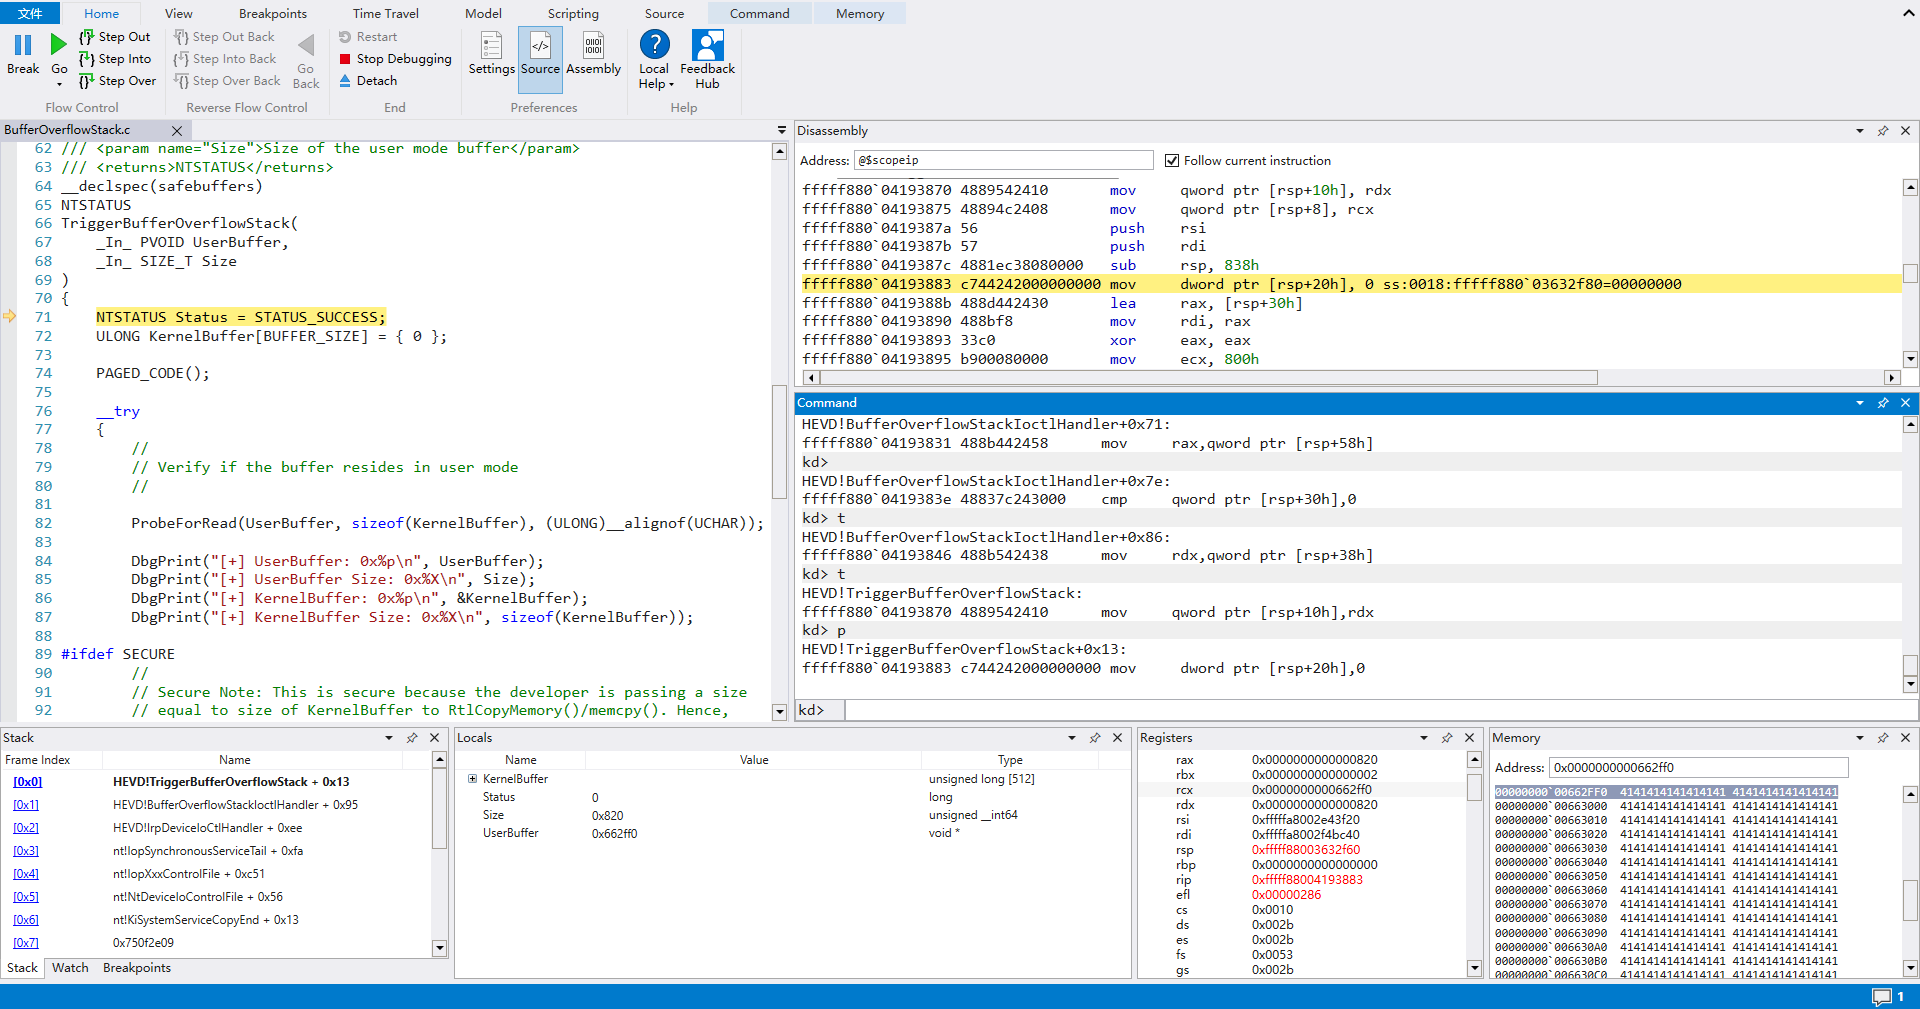 文件 Home View Breakpoints Time Travel Model Scripting Source Command Memory
Break
Go
Step Out
Step Into
Step Over
Flow Control
Step Out Back
Step Into Back
Step Over Back
Go Back
Reverse Flow Control
Restart
Stop Debugging
Detach
End
Settings
Source
Assembly
Preferences
Local Help
Feedback Hub
Help
BufferOverflowStack.c
62 /// <param name="Size">Size of the user mode buffer</param>
63 /// <returns>NTSTATUS</returns>
64 __declspec(safebuffers)
65 NTSTATUS
66 TriggerBufferOverflowStack(
67 _In_ PVOID UserBuffer,
68 _In_ SIZE_T Size
69 )
70 {
71 NTSTATUS Status = STATUS_SUCCESS;
72 ULONG KernelBuffer[BUFFER_SIZE] = { 0 };
73
74 PAGED_CODE();
75
76 __try
77 {
78 //
79 // Verify if the buffer resides in user mode
80 //
81
82 ProbeForRead(UserBuffer, sizeof(KernelBuffer), (ULONG)__alignof(UCHAR));
83
84 DbgPrint("[+] UserBuffer: 0x%p\n", UserBuffer);
85 DbgPrint("[+] UserBuffer Size: 0x%X\n", Size);
86 DbgPrint("[+] KernelBuffer: 0x%p\n", &KernelBuffer);
87 DbgPrint("[+] KernelBuffer Size: 0x%X\n", sizeof(KernelBuffer));
88
89 #ifdef SECURE
90 //
91 // Secure Note: This is secure because the developer is passing a size
92 // equal to size of KernelBuffer to RtlCopyMemory()/memcpy(). Hence,
Disassembly
Address: @$scopeip
Follow current instruction
fffff880`04193870 4889542410 mov qword ptr [rsp+10h], rdx
fffff880`04193875 48894c2408 mov qword ptr [rsp+8], rcx
fffff880`0419387a 56 push rsi
fffff880`0419387b 57 push rdi
fffff880`0419387c 4881ec38080000 sub rsp, 838h
fffff880`04193883 c744242000000000 mov dword ptr [rsp+20h], 0 ss:0018:fffff880`03632f80=00000000
fffff880`0419388b 488d442430 lea rax, [rsp+30h]
fffff880`04193890 488bf8 mov rdi, rax
fffff880`04193893 33c0 xor eax, eax
fffff880`04193895 b900080000 mov ecx, 800h
Command
HEVD!BufferOverflowStackIoctlHandler+0x71:
fffff880`04193831 488b442458 mov rax,qword ptr [rsp+58h]
kd>
HEVD!BufferOverflowStackIoctlHandler+0x7e:
fffff880`0419383e 48837c243000 cmp qword ptr [rsp+30h],0
kd> t
HEVD!BufferOverflowStackIoctlHandler+0x86:
fffff880`04193846 488b542438 mov rdx,qword ptr [rsp+38h]
kd> t
HEVD!TriggerBufferOverflowStack:
fffff880`04193870 4889542410 mov qword ptr [rsp+10h],rdx
kd> p
HEVD!TriggerBufferOverflowStack+0x13:
fffff880`04193883 c744242000000000 mov dword ptr [rsp+20h],0
kd>
Stack
Frame Index Name
[0x0] HEVD!TriggerBufferOverflowStack + 0x13
[0x1] HEVD!BufferOverflowStackIoctlHandler + 0x95
[0x2] HEVD!IrpDeviceIoCtlHandler + 0xee
[0x3] nt!IopSynchronousServiceTail + 0xfa
[0x4] nt!IopXxxControlFile + 0xc51
[0x5] nt!NtDeviceIoControlFile + 0x56
[0x6] nt!KiSystemServiceCopyEnd + 0x13
[0x7] 0x750f2e09
Stack Watch Breakpoints
Locals
Name Value Type
KernelBuffer unsigned long [512]
Status 0 long
Size 0x820 unsigned __int64
UserBuffer 0x662ff0 void *
Registers
rax 0x0000000000000820
rbx 0x0000000000000002
rcx 0x0000000000662ff0
rdx 0x0000000000000820
rsi 0xfffffa8002e43f20
rdi 0xfffffa8002f4bc40
rsp 0xfffff88003632f60
rbp 0x0000000000000000
rip 0xfffff88004193883
efl 0x00000286
cs 0x0010
ds 0x002b
es 0x002b
fs 0x0053
gs 0x002b
Memory
Address: 0x0000000000662ff0
00000000`00662FF0 4141414141414141 4141414141414141
00000000`00663000 4141414141414141 4141414141414141
00000000`00663010 4141414141414141 4141414141414141
00000000`00663020 4141414141414141 4141414141414141
00000000`00663030 4141414141414141 4141414141414141
00000000`00663040 4141414141414141 4141414141414141
00000000`00663050 4141414141414141 4141414141414141
00000000`00663060 4141414141414141 4141414141414141
00000000`00663070 4141414141414141 4141414141414141
00000000`00663080 4141414141414141 4141414141414141
00000000`00663090 4141414141414141 4141414141414141
00000000`006630A0 4141414141414141 4141414141414141
00000000`006630B0 4141414141414141 4141414141414141
00000000`006630C0 4141414141414141 4141414141414141
1